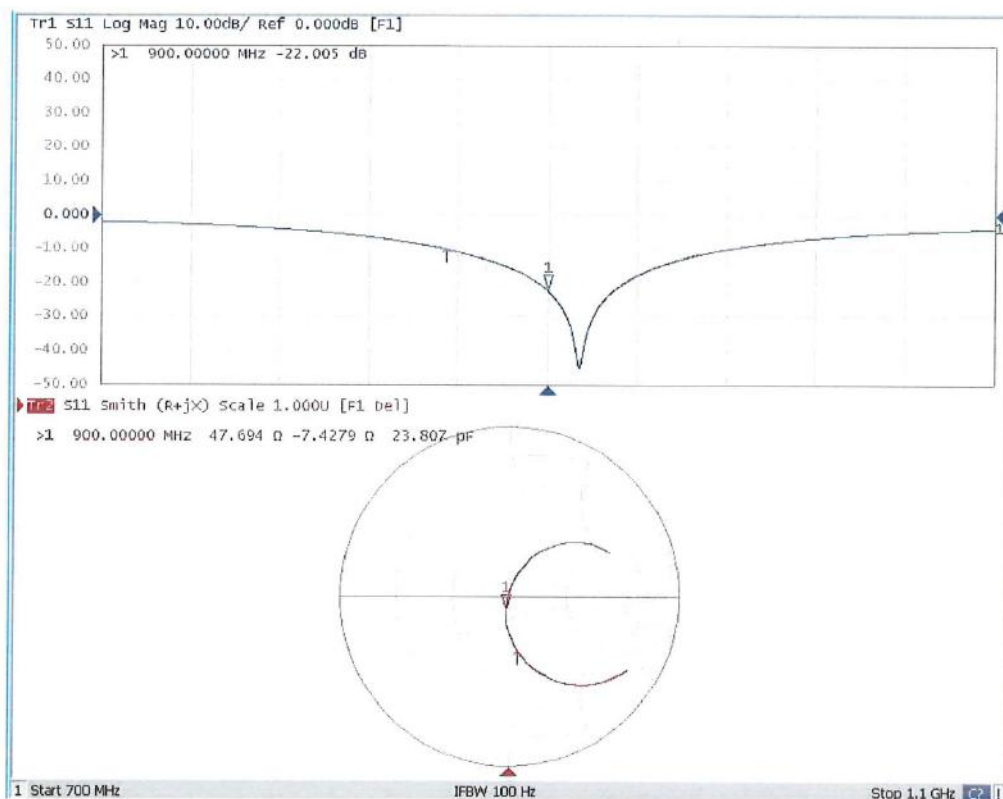 Tr1 S11 Log Mag 10.00dB/ Ref 0.000dB [F1]
50.00
>1 900.00000 MHz -22.005 dB
40.00
30.00
20.00
10.00
0.000
1
-10.00
1
-20.00
-30.00
-40.00
-50.00
Tr2 S11 Smith (R+jX) Scale 1.000U [F1 Del]
>1 900.00000 MHz 47.694 Ω -7.4279 Ω 23.807 pF
1
1 Start 700 MHz IFBW 100 Hz Stop 1.1 GHz C?